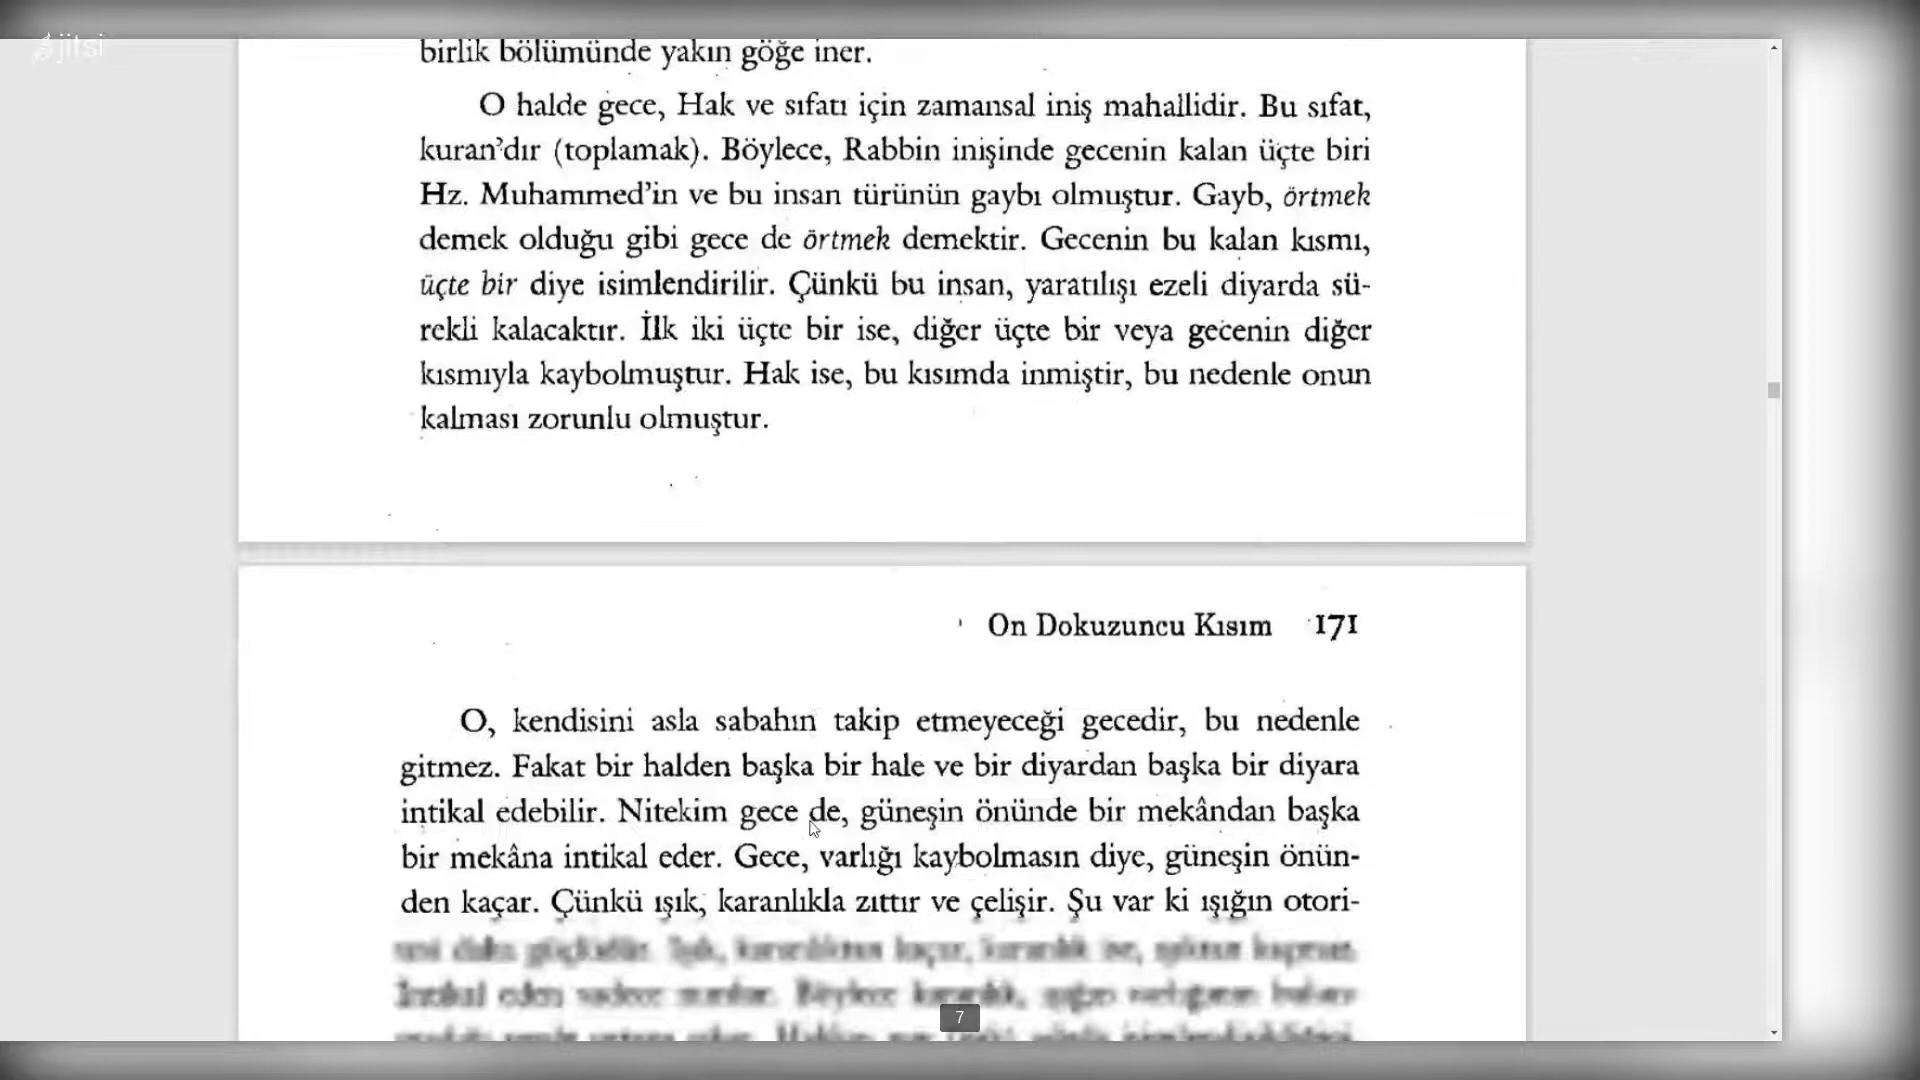 jitsi
birlik bölümünde yakın göğe iner.
O halde gece, Hak ve sıfatı için zamansal iniş mahallidir. Bu sıfat,
kuran’dır (toplamak). Böylece, Rabbin inişinde gecenin kalan üçte biri
Hz. Muhammed’in ve bu insan türünün gaybı olmuştur. Gayb, örtmek
demek olduğu gibi gece de örtmek demektir. Gecenin bu kalan kısmı,
üçte bir diye isimlendirilir. Çünkü bu insan, yaratılışı ezeli diyarda sü-
rekli kalacaktır. İlk iki üçte bir ise, diğer üçte bir veya gecenin diğer
kısmıyla kaybolmuştur. Hak ise, bu kısımda inmiştir, bu nedenle onun
kalması zorunlu olmuştur.
On Dokuzuncu Kısım 171
O, kendisini asla sabahın takip etmeyeceği gecedir, bu nedenle
gitmez. Fakat bir halden başka bir hale ve bir diyardan başka bir diyara
intikal edebilir. Nitekim gece de, güneşin önünde bir mekândan başka
bir mekâna intikal eder. Gece, varlığı kaybolmasın diye, güneşin önün-
den kaçar. Çünkü ışık, karanlıkla zıttır ve çelişir. Şu var ki ışığın otori-
7